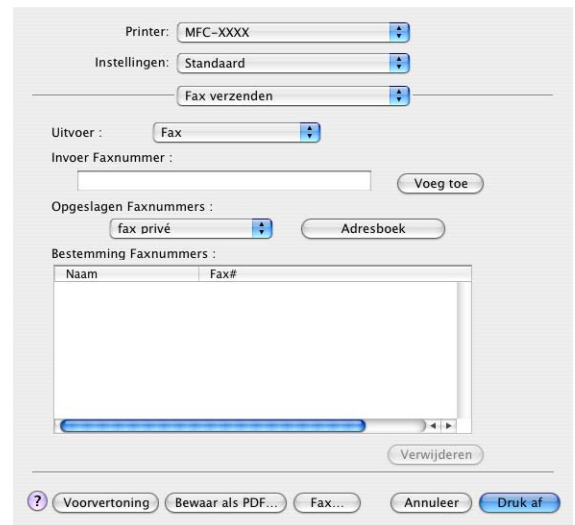 Printer: MFC-XXXX
Instellingen: Standaard
Fax verzenden
Uitvoer : Fax
Invoer Faxnummer :
Voeg toe
Opgeslagen Faxnummers :
fax privé Adresboek
Bestemming Faxnummers :
Naam Fax#
Verwijderen
? Voorvertoning Bewaar als PDF... Fax... Annuleer Druk af